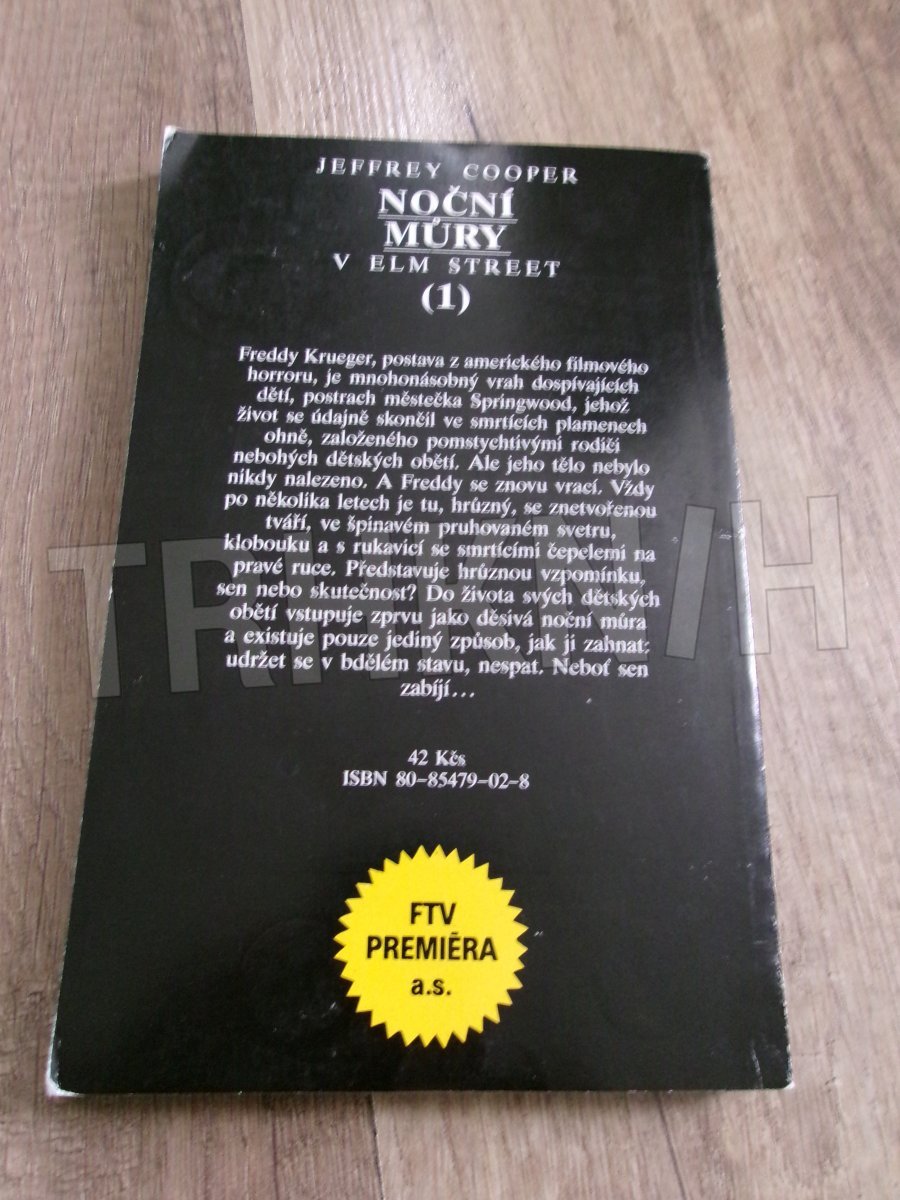 JEFFREY COOPER
NOČNÍ
MŮRY
V ELM STREET
(1)
Freddy Krueger, postava z amerického filmového
horroru, je mnohonásobný vrah dospívajících
dětí, postrach městečka Springwood, jehož
život se údajně skončil ve smrtících plamenech
ohně, založeného pomstychtivými rodiči
nebohých dětských obětí. Ale jeho tělo nebylo
nikdy nalezeno. A Freddy se znovu vrací. Vždy
po několika letech je tu, hrůzný, se znetvořenou
tváří, ve špinavém pruhovaném svetru,
klobouku a s rukavicí se smrtícími čepelemi na
pravé ruce. Představuje hrůznou vzpomínku,
sen nebo skutečnost? Do života svých dětských
obětí vstupuje zprvu jako děsivá noční můra
a existuje pouze jediný způsob, jak ji zahnat:
udržet se v bdělém stavu, nespat. Neboť sen
zabíjí...
42 Kčs
ISBN 80-85479-02-8
FTV
PREMIÉRA
a.s.